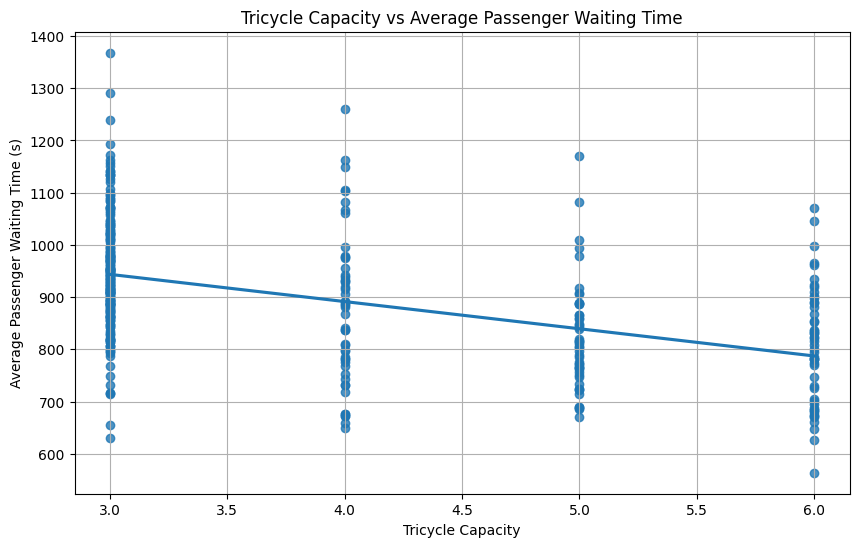 Tricycle Capacity vs Average Passenger Waiting Time
1400
1300
1200
1100
1000
900
800
700
600
Average Passenger Waiting Time (s)
3.0 3.5 4.0 4.5 5.0 5.5 6.0
Tricycle Capacity